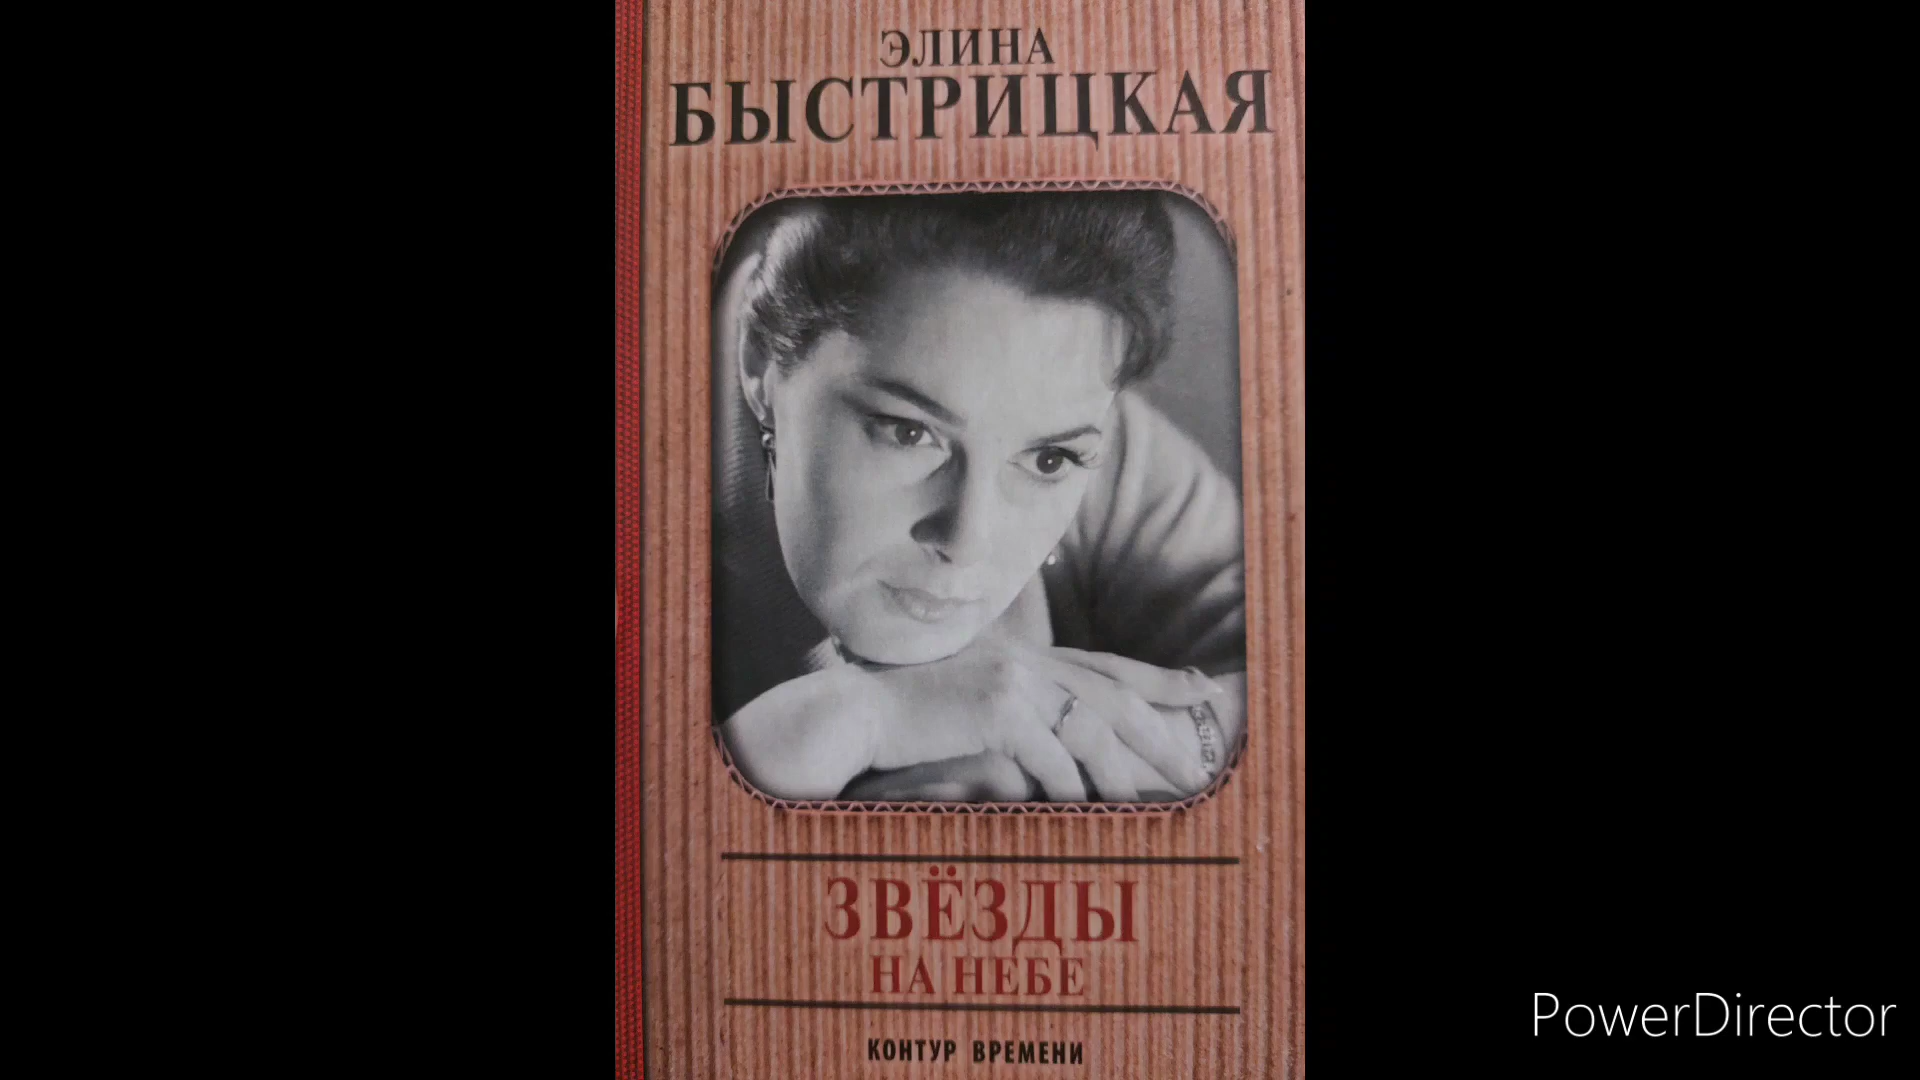 ЭЛИНА
БЫСТРИЦКАЯ
ЗВЁЗДЫ
НА НЕБЕ
КОНТУР ВРЕМЕНИ
PowerDirector